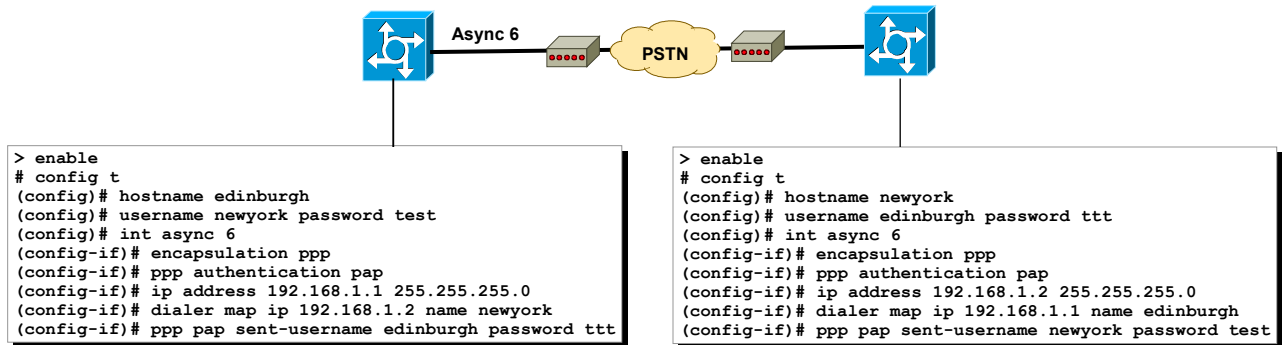 Async 6
PSTN
> enable
# config t
(config)# hostname edinburgh
(config)# username newyork password test
(config)# int async 6
(config-if)# encapsulation ppp
(config-if)# ppp authentication pap
(config-if)# ip address 192.168.1.1 255.255.255.0
(config-if)# dialer map ip 192.168.1.2 name newyork
(config-if)# ppp pap sent-username edinburgh password ttt
> enable
# config t
(config)# hostname newyork
(config)# username edinburgh password ttt
(config)# int async 6
(config-if)# encapsulation ppp
(config-if)# ppp authentication pap
(config-if)# ip address 192.168.1.2 255.255.255.0
(config-if)# dialer map ip 192.168.1.1 name edinburgh
(config-if)# ppp pap sent-username newyork password test